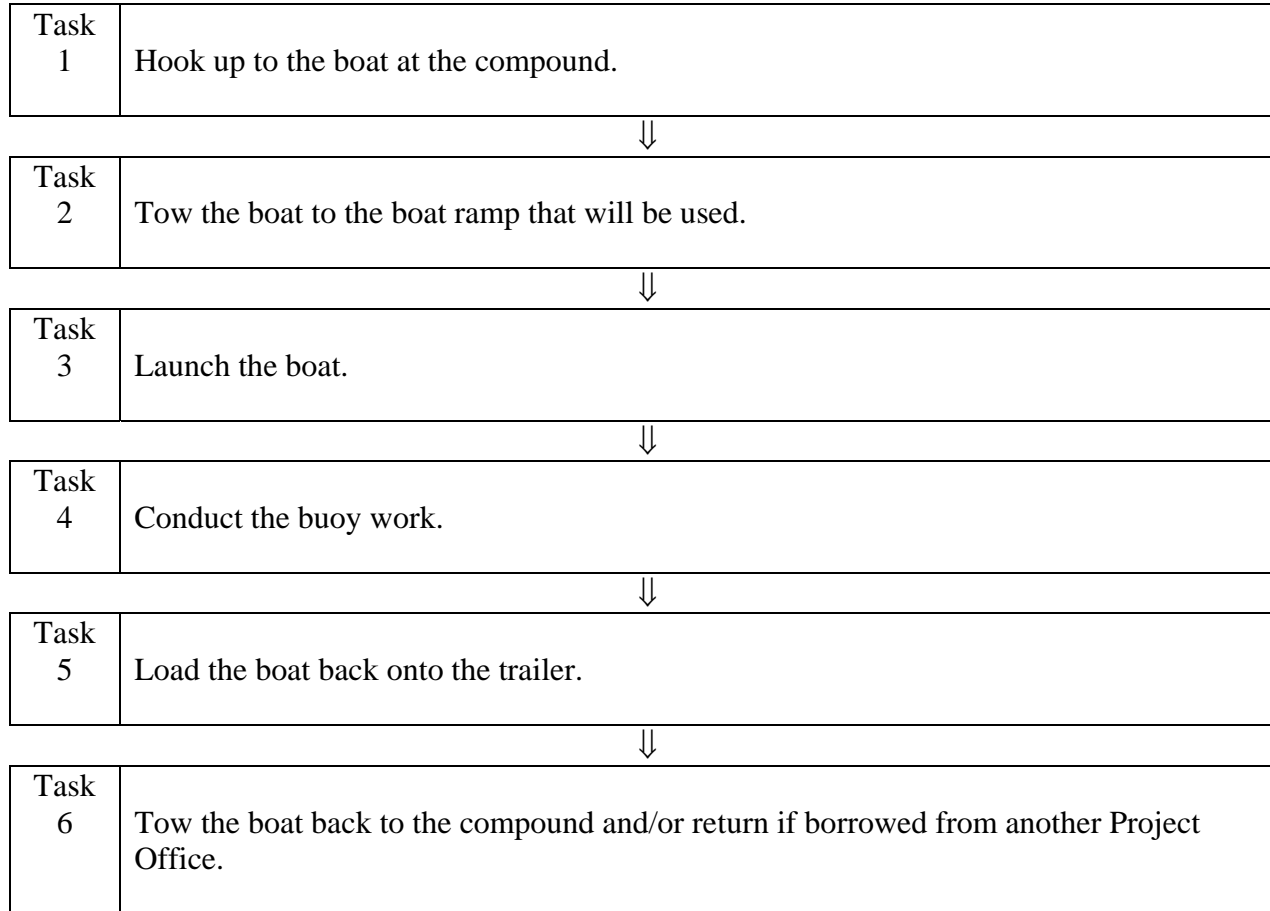 Task
1
Hook up to the boat at the compound.
⇓
Task
2
Tow the boat to the boat ramp that will be used.
⇓
Task
3
Launch the boat.
⇓
Task
4
Conduct the buoy work.
⇓
Task
5
Load the boat back onto the trailer.
⇓
Task
6
Tow the boat back to the compound and/or return if borrowed from another Project
Office.